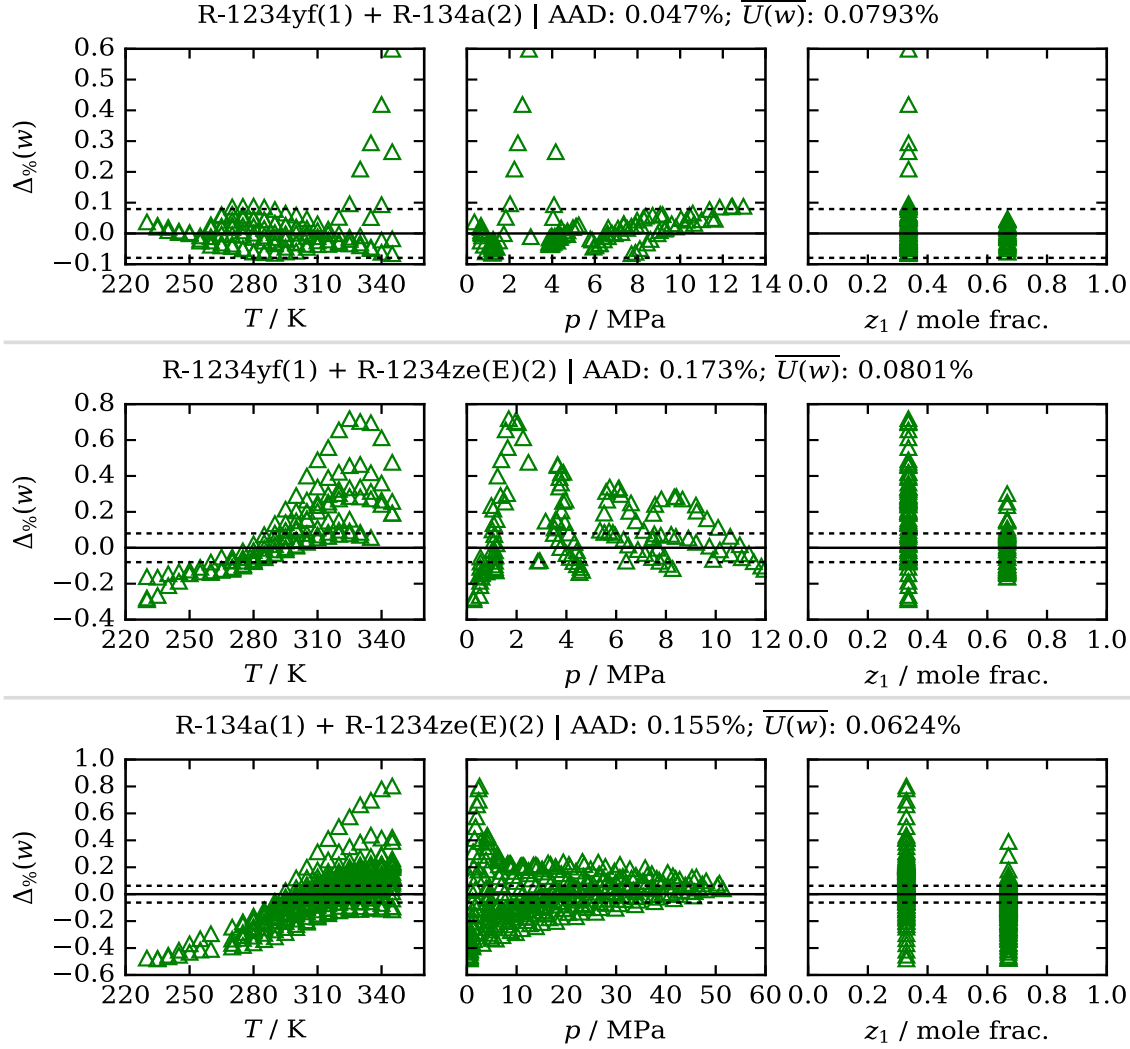 R-1234yf(1) + R-134a(2) | AAD: 0.047%; U(w): 0.0793%
0.6
0.5
0.4
0.3
0.2
0.1
0.0
−0.1
Δ%(w)
220 250 280 310 340
0 2 4 6 8 10 12 14
0.0 0.2 0.4 0.6 0.8 1.0
T / K
p / MPa
z1 / mole frac.
R-1234yf(1) + R-1234ze(E)(2) | AAD: 0.173%; U(w): 0.0801%
0.8
0.6
0.4
0.2
0.0
−0.2
−0.4
Δ%(w)
220 250 280 310 340
0 2 4 6 8 10 12
0.0 0.2 0.4 0.6 0.8 1.0
T / K
p / MPa
z1 / mole frac.
R-134a(1) + R-1234ze(E)(2) | AAD: 0.155%; U(w): 0.0624%
1.0
0.8
0.6
0.4
0.2
0.0
−0.2
−0.4
−0.6
Δ%(w)
220 250 280 310 340
0 10 20 30 40 50 60
0.0 0.2 0.4 0.6 0.8 1.0
T / K
p / MPa
z1 / mole frac.